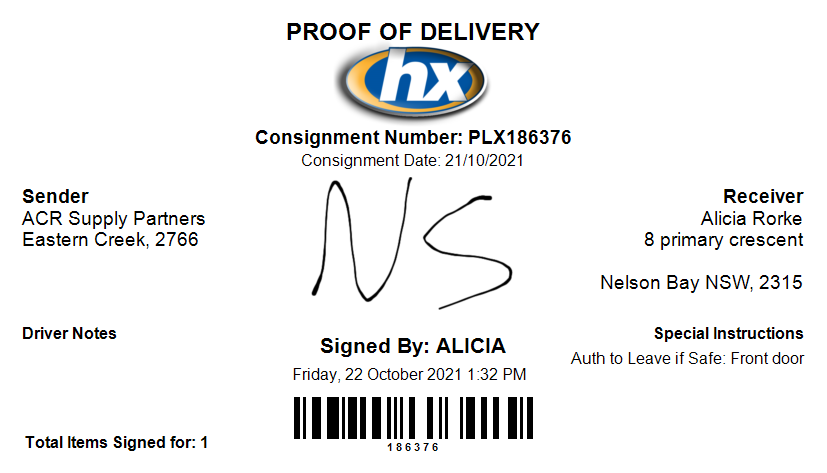 PROOF OF DELIVERY
hx
Consignment Number: PLX186376
Consignment Date: 21/10/2021
Sender
ACR Supply Partners
Eastern Creek, 2766
NS
Receiver
Alicia Rorke
8 primary crescent
Nelson Bay NSW, 2315
Driver Notes
Signed By: ALICIA
Friday, 22 October 2021 1:32 PM
Special Instructions
Auth to Leave if Safe: Front door
186376
Total Items Signed for: 1